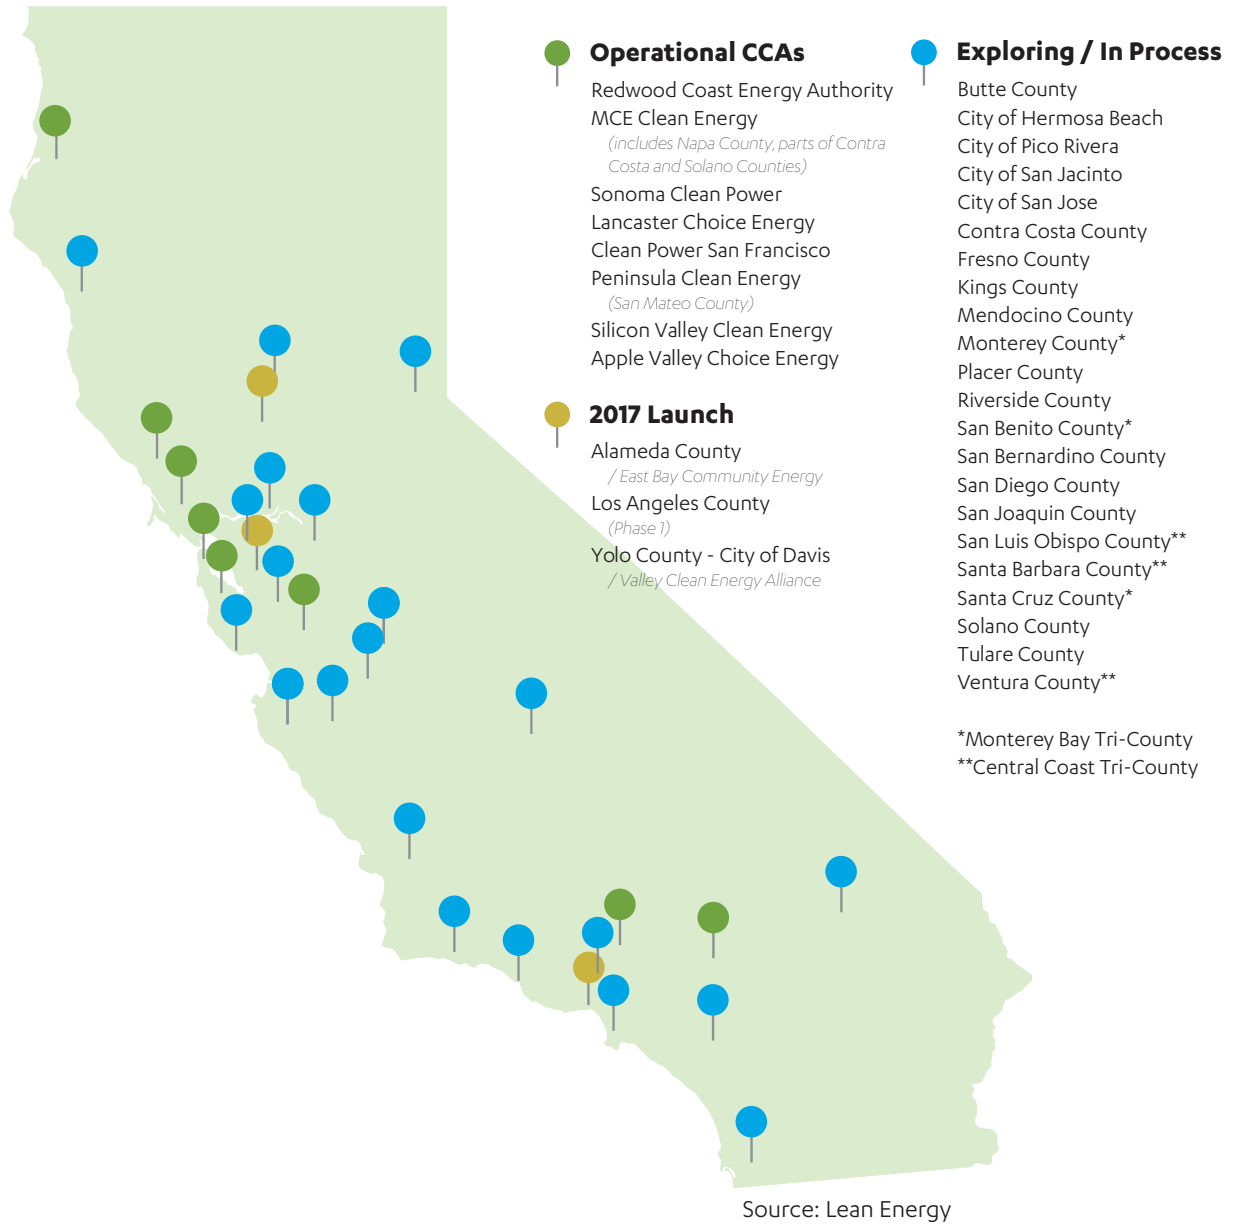 Operational CCAs
Redwood Coast Energy Authority
MCE Clean Energy
(includes Napa County, parts of Contra
Costa and Solano Counties)
Sonoma Clean Power
Lancaster Choice Energy
Clean Power San Francisco
Peninsula Clean Energy
(San Mateo County)
Silicon Valley Clean Energy
Apple Valley Choice Energy
2017 Launch
Alameda County
/ East Bay Community Energy
Los Angeles County
(Phase 1)
Yolo County - City of Davis
/ Valley Clean Energy Alliance
Exploring / In Process
Butte County
City of Hermosa Beach
City of Pico Rivera
City of San Jacinto
City of San Jose
Contra Costa County
Fresno County
Kings County
Mendocino County
Monterey County*
Placer County
Riverside County
San Benito County*
San Bernardino County
San Diego County
San Joaquin County
San Luis Obispo County**
Santa Barbara County**
Santa Cruz County*
Solano County
Tulare County
Ventura County**
*Monterey Bay Tri-County
**Central Coast Tri-County
Source: Lean Energy